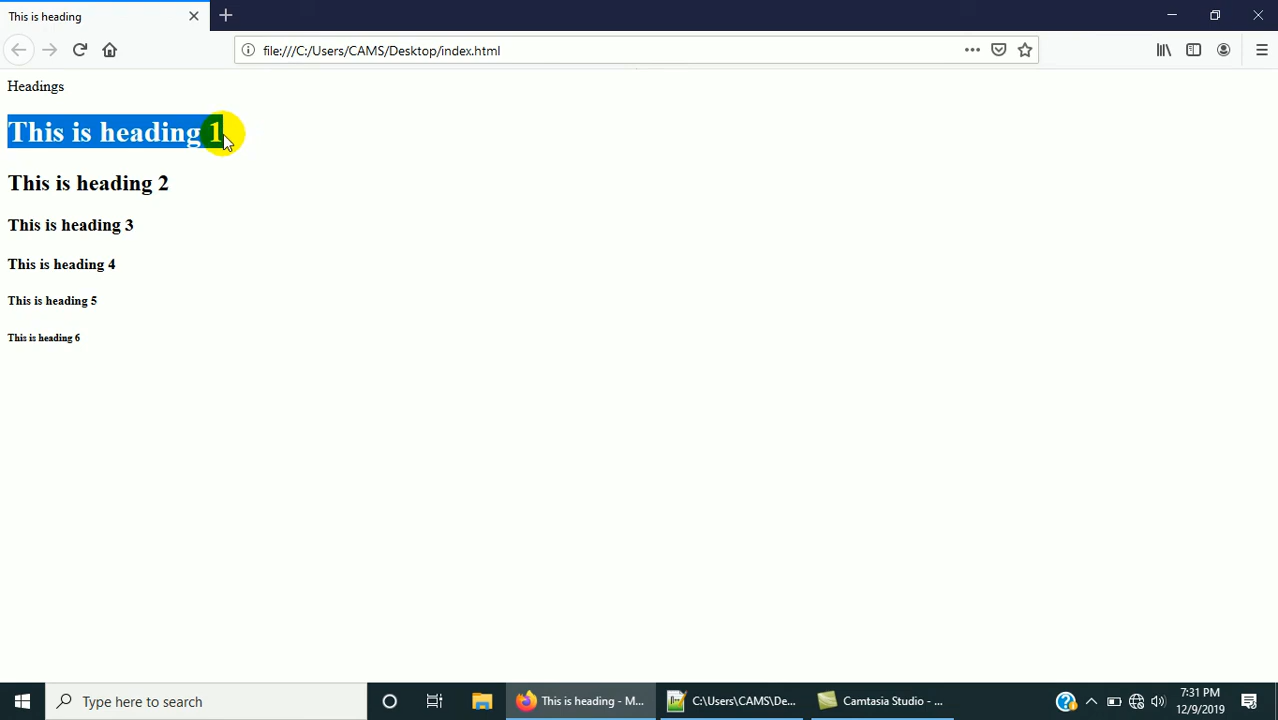 This is heading
file:///C:/Users/CAMS/Desktop/index.html
Headings
This is heading 1
This is heading 2
This is heading 3
This is heading 4
This is heading 5
This is heading 6
Type here to search
This is heading - M...
C:\Users\CAMS\De...
Camtasia Studio - ...
7:31 PM
12/9/2019